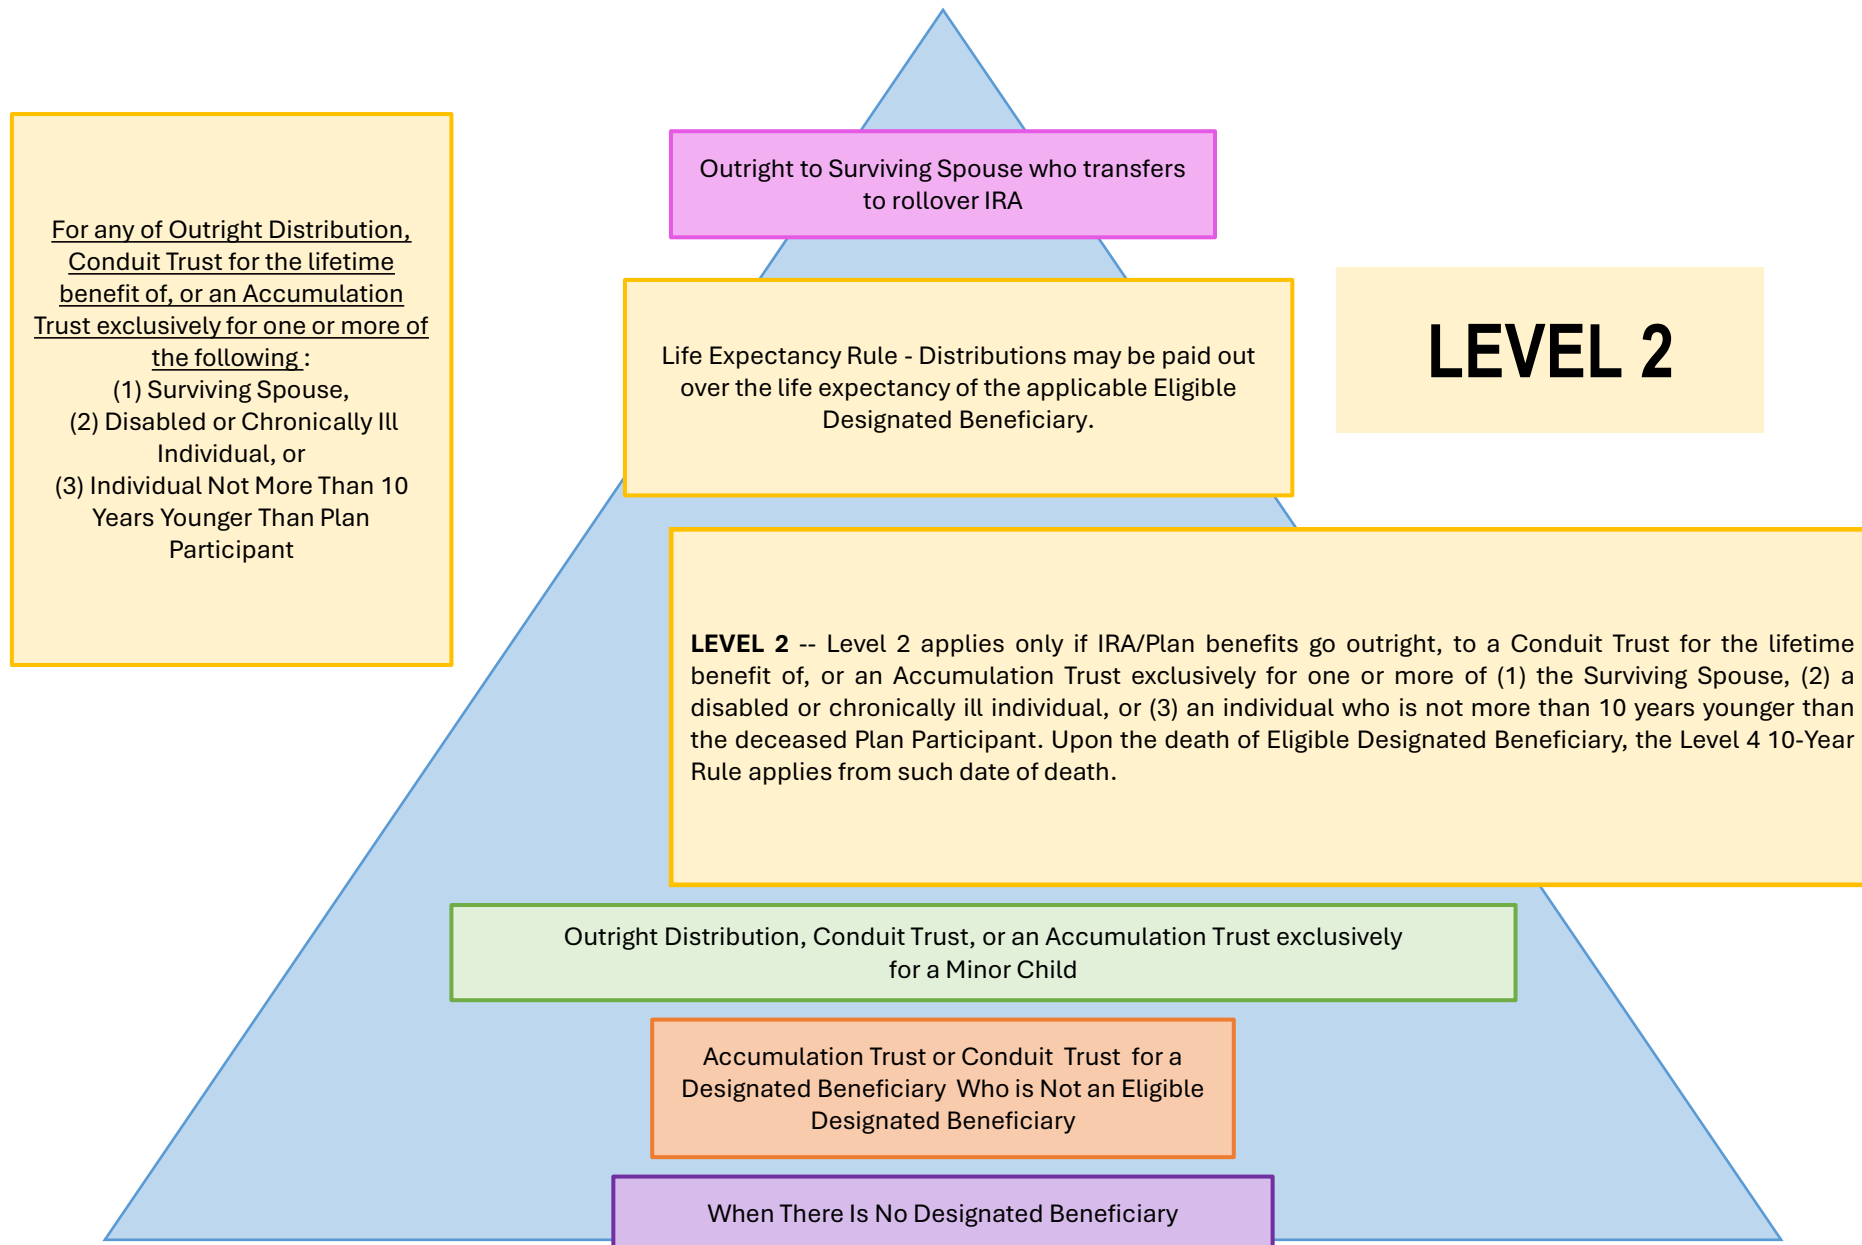 For any of Outright Distribution,
Conduit Trust for the lifetime
benefit of, or an Accumulation
Trust exclusively for one or more of
the following :
(1) Surviving Spouse,
(2) Disabled or Chronically Ill
Individual, or
(3) Individual Not More Than 10
Years Younger Than Plan
Participant
Outright to Surviving Spouse who transfers
to rollover IRA
Life Expectancy Rule - Distributions may be paid out
over the life expectancy of the applicable Eligible
Designated Beneficiary.
LEVEL 2
LEVEL 2 -- Level 2 applies only if IRA/Plan benefits go outright, to a Conduit Trust for the lifetime
benefit of, or an Accumulation Trust exclusively for one or more of (1) the Surviving Spouse, (2) a
disabled or chronically ill individual, or (3) an individual who is not more than 10 years younger than
the deceased Plan Participant. Upon the death of Eligible Designated Beneficiary, the Level 4 10-Year
Rule applies from such date of death.
Outright Distribution, Conduit Trust, or an Accumulation Trust exclusively
for a Minor Child
Accumulation Trust or Conduit Trust for a
Designated Beneficiary Who is Not an Eligible
Designated Beneficiary
When There Is No Designated Beneficiary